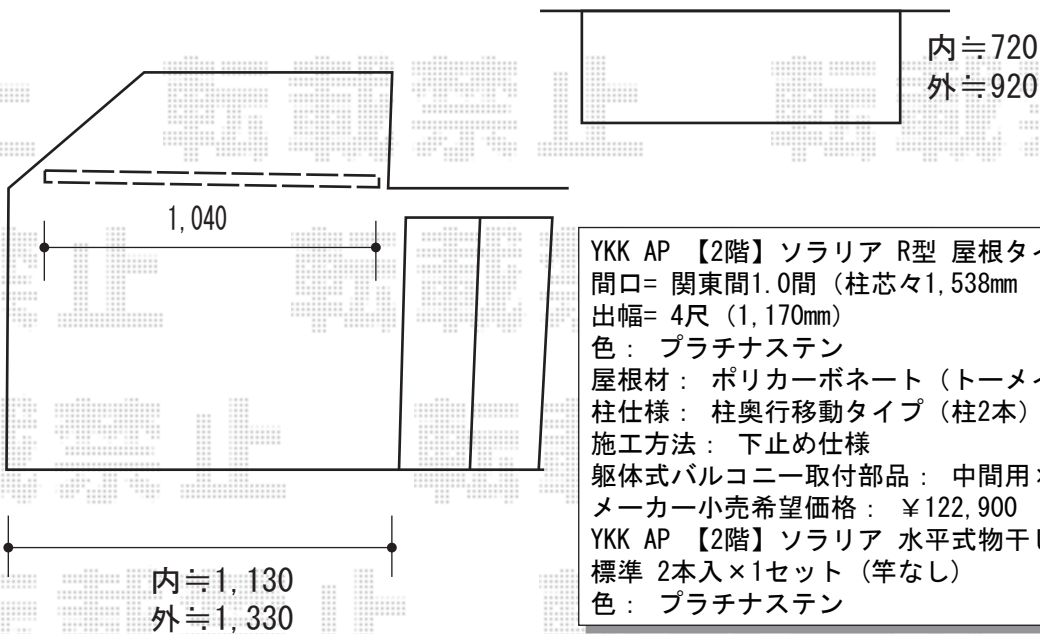 内≒720
外≒920
1,040
YKK AP 【2階】ソラリア R型 屋根タイ
間口= 関東間1.0間 (柱芯々1,538mm
出幅= 4尺 (1,170mm)
色： プラチナステン
屋根材： ポリカーボネート (トーメイ
柱仕様： 柱奥行移動タイプ (柱2本)
施工方法： 下止め仕様
躯体式バルコニー取付部品： 中間用×
メーカー小売希望価格： ￥122,900
YKK AP 【2階】ソラリア 水平式物干し
標準 2本入×1セット (竿なし)
色： プラチナステン
内≒1,130
外≒1,330
転載禁止